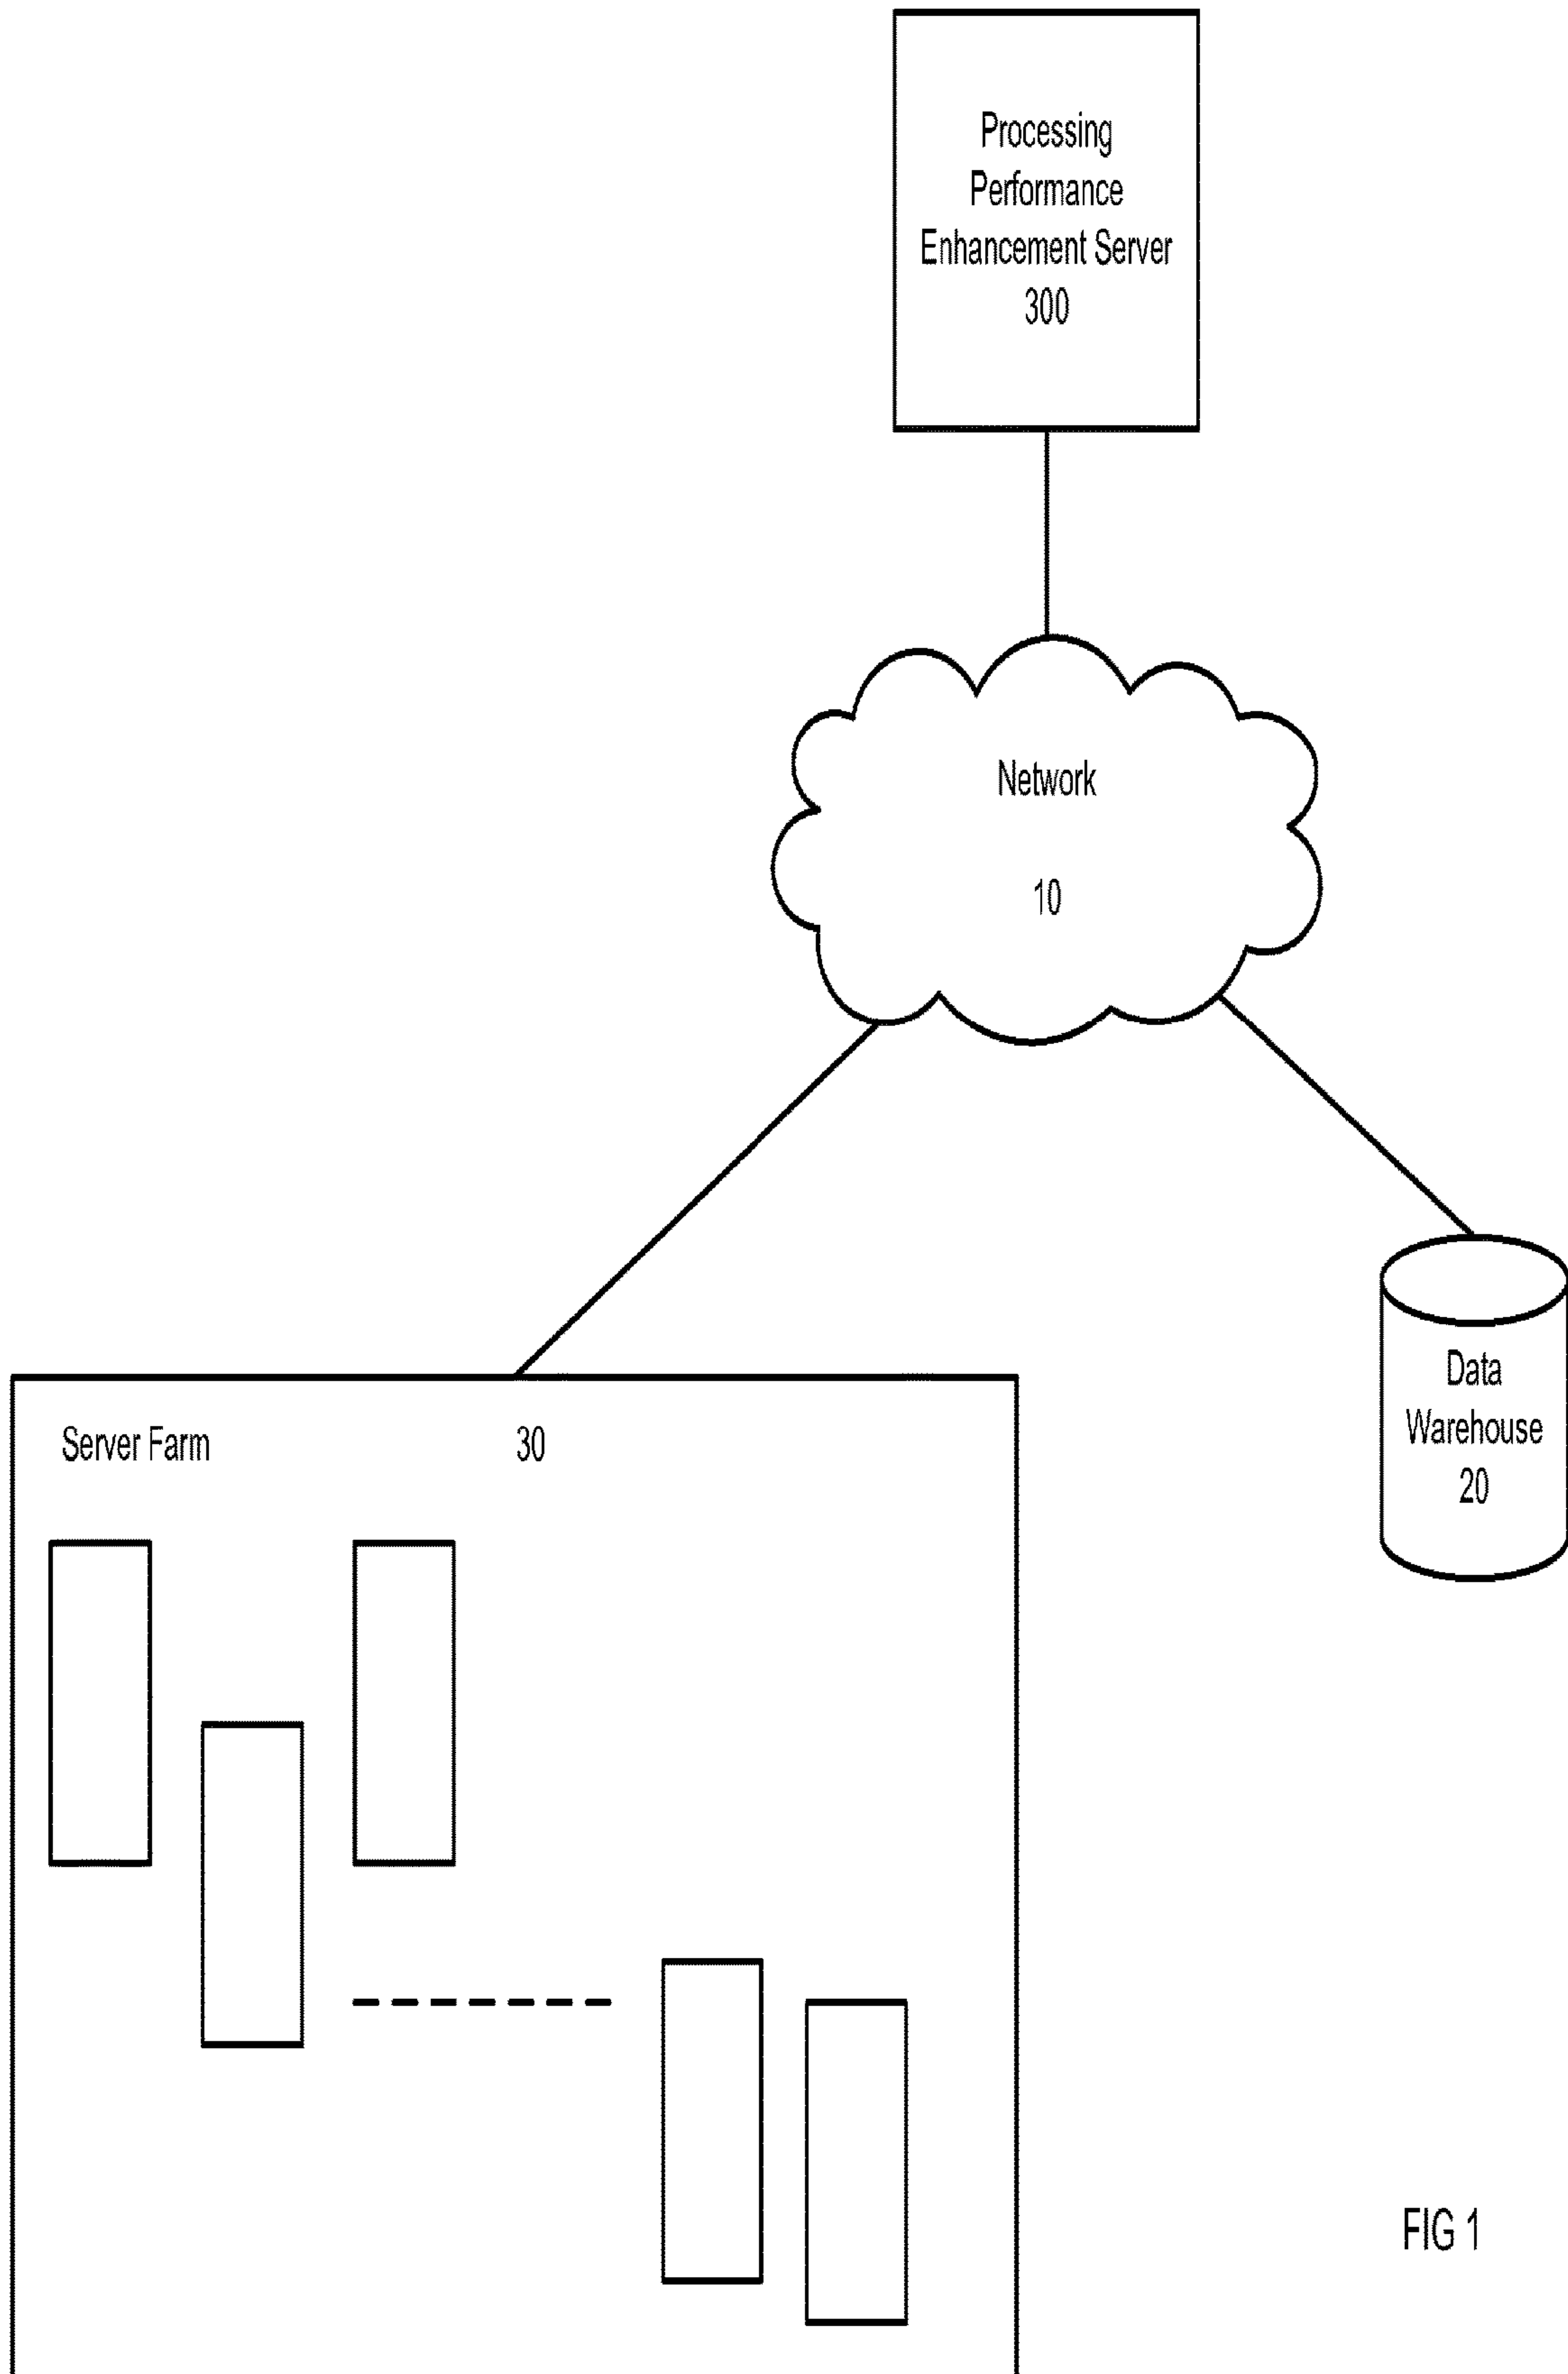 Processing
Performance
Enhancement Server
300
Network
10
Server Farm 30
Data
Warehouse
20
FIG 1